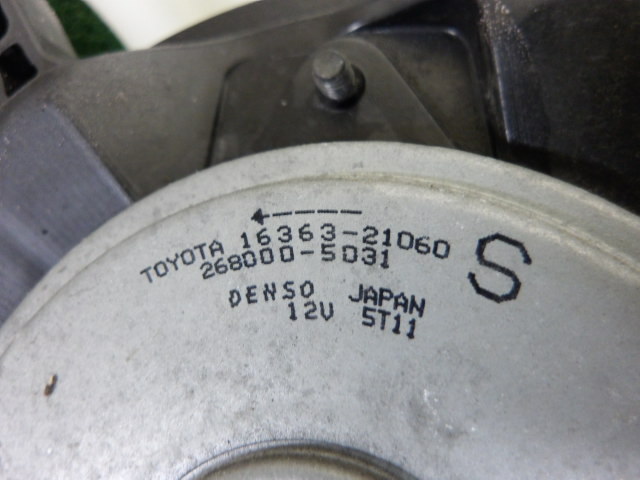 TOYOTA 16363-21060
268000-5031
DENSO JAPAN
12V 5T11
S